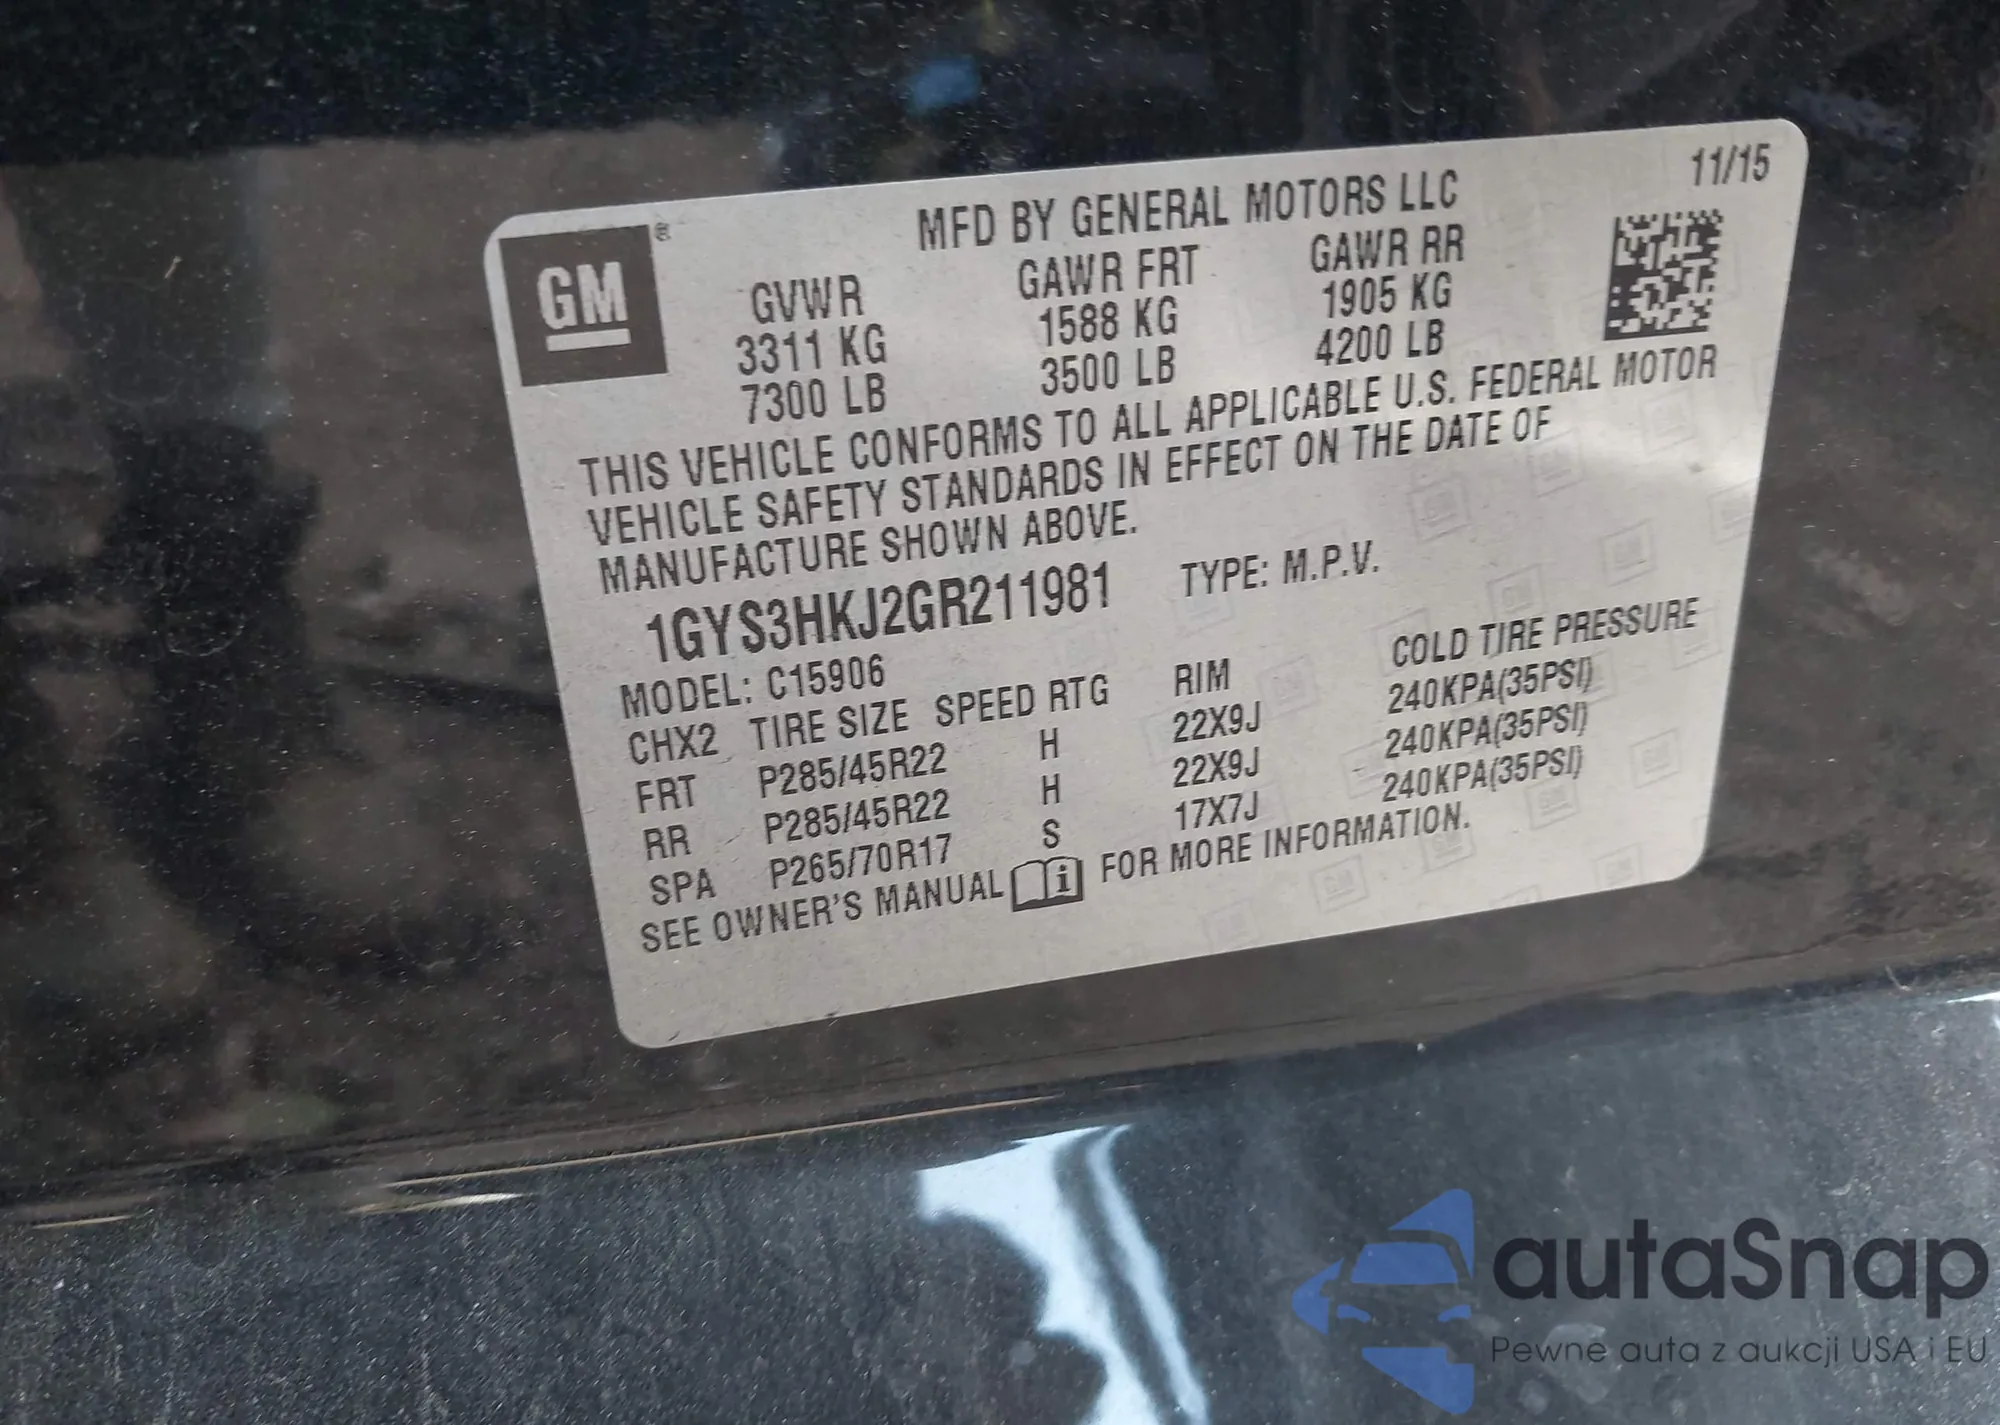 MFD BY GENERAL MOTORS LLC 11/15
GM ®
GVWR GAWR FRT GAWR RR
3311 KG 1588 KG 1905 KG
7300 LB 3500 LB 4200 LB
THIS VEHICLE CONFORMS TO ALL APPLICABLE U.S. FEDERAL MOTOR
VEHICLE SAFETY STANDARDS IN EFFECT ON THE DATE OF
MANUFACTURE SHOWN ABOVE.
1GYS3HKJ2GR211981 TYPE: M.P.V.
MODEL: C15906
CHX2 TIRE SIZE SPEED RTG RIM COLD TIRE PRESSURE
FRT P285/45R22 H 22X9J 240KPA(35PSI)
RR P285/45R22 H 22X9J 240KPA(35PSI)
SPA P265/70R17 S 17X7J 240KPA(35PSI)
SEE OWNER'S MANUAL i FOR MORE INFORMATION.
autaSnap
Pewne auta z aukcji USA i EU